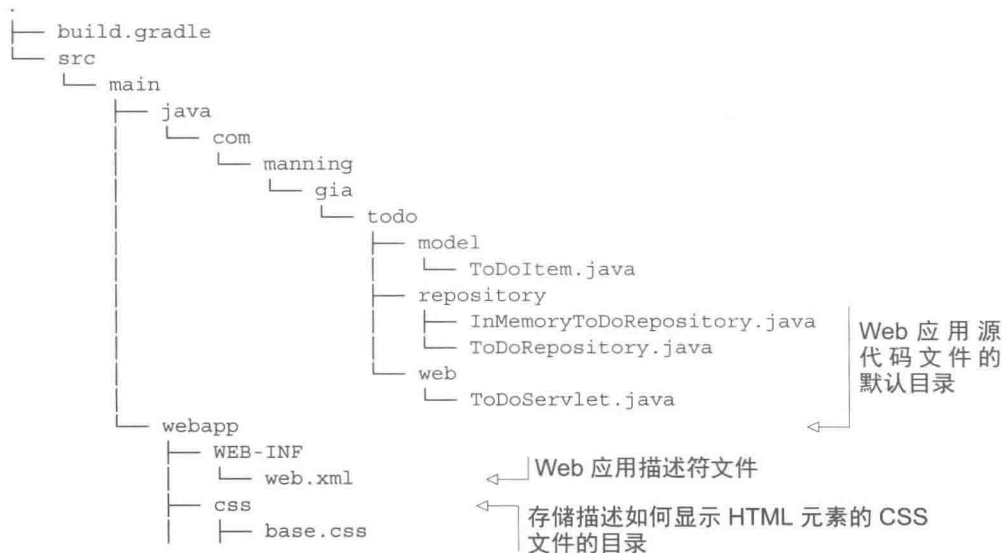 .
├── build.gradle
└── src
    └── main
        ├── java
        │   └── com
        │       └── manning
        │           └── gia
        │               └── todo
        │                   ├── model
        │                   │   └── ToDoItem.java
        │                   ├── repository
        │                   │   ├── InMemoryToDoRepository.java
        │                   │   └── ToDoRepository.java
        │                   └── web
        │                       └── ToDoServlet.java
        └── webapp
Web 应用源
代码文件的
默认目录
            ├── WEB-INF
            │   └── web.xml
Web 应用描述符文件
            ├── css
            │   ├── base.css
存储描述如何显示 HTML 元素的 CSS
文件的目录